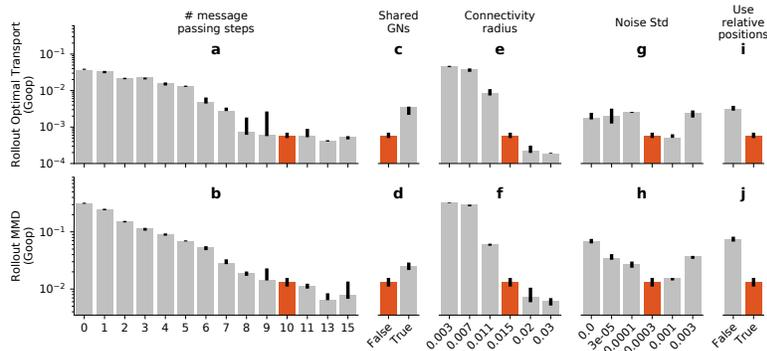 # message
passing steps
Shared
GNs
Connectivity
radius
Noise Std
Use
relative
positions
a
c
e
g
i
Rollout Optimal Transport
(Goop)
10⁻¹
10⁻²
10⁻³
10⁻⁴
b
d
f
h
j
Rollout MMD
(Goop)
10⁻¹
10⁻²
0 1 2 3 4 5 6 7 8 9 10 11 13 15
False True
0.003 0.007 0.011 0.015 0.02 0.03
0.0 3e-05 0.0001 0.0003 0.001 0.003
False True